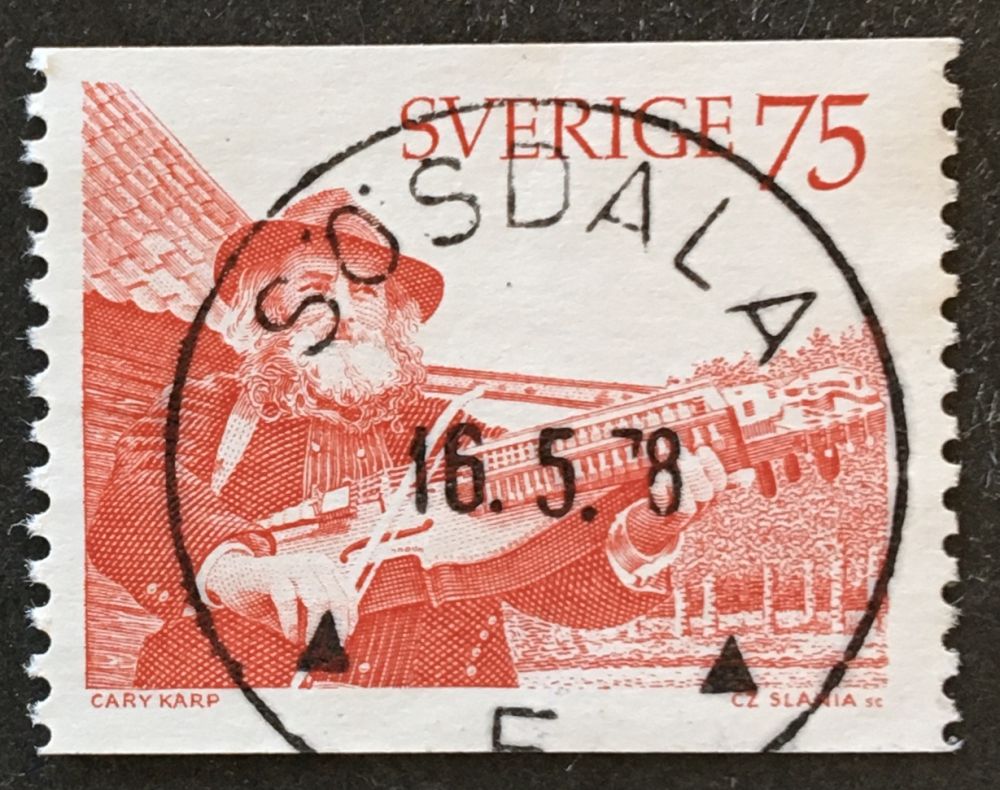 SVERIGE 75
SÖSDALA
16. 5. 78
CARY KARP
CZ SLANIA SC